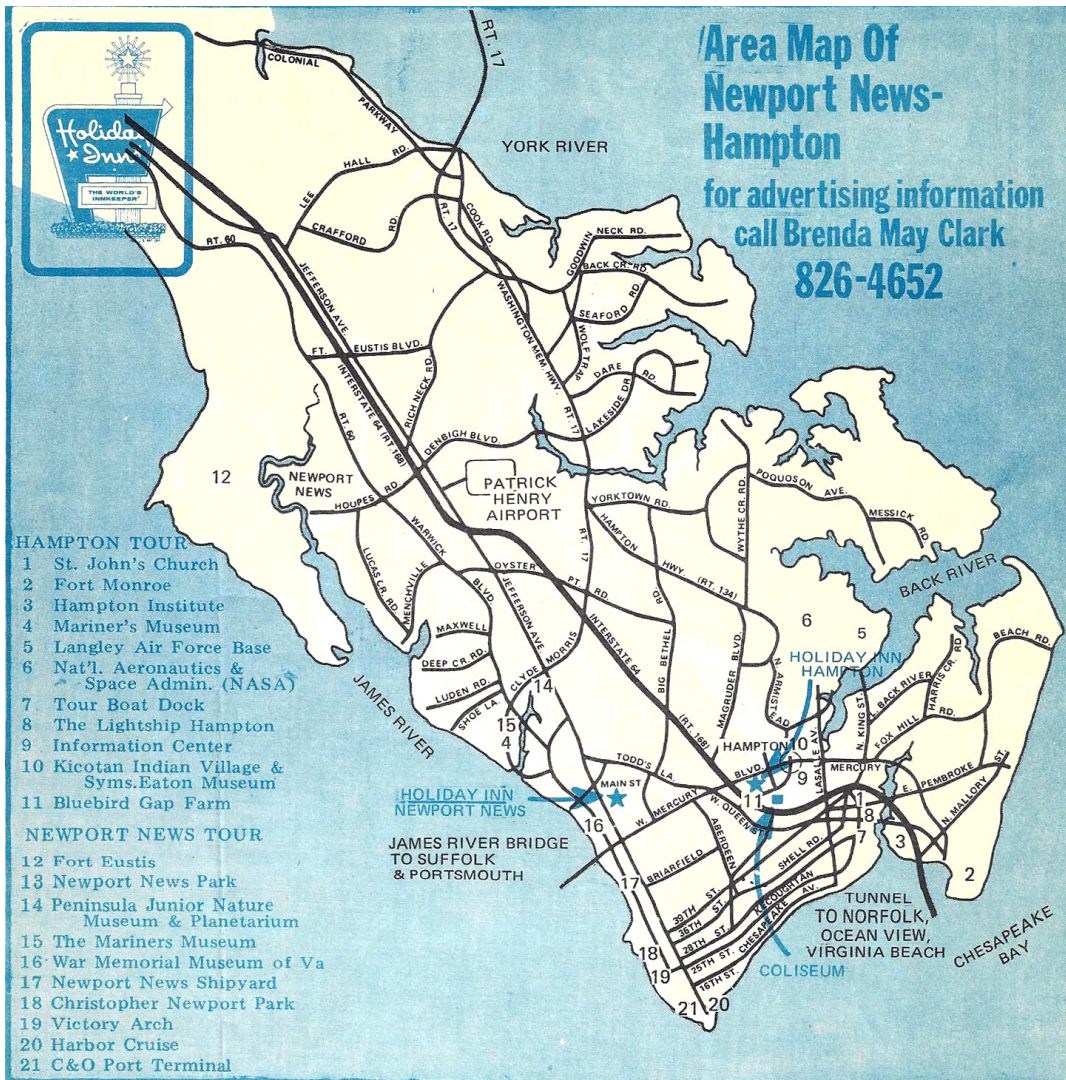 Area Map Of
Newport News-
Hampton
for advertising information
call Brenda May Clark
826-4652
Holiday
Inn
THE WORLD'S
INNKEEPER
RT. 17
COLONIAL
PARKWAY
YORK RIVER
HALL RD.
LEE
CRAFFORD RD.
RT. 60
RT. 17
COOK RD.
GOODWIN
NECK RD.
BACK CR. RD.
SEAFORD RD.
WOLF TRAP
JEFFERSON AVE.
WASHINGTON MEM. HWY.
FT. EUSTIS BLVD.
INTERSTATE 64 (RT. 168)
RICH NECK RD.
DARE RD.
LAKESIDE DR.
RT. 17
RT. 60
DENBIGH BLVD.
12
NEWPORT
NEWS
HOUPES RD
PATRICK
HENRY
AIRPORT
YORKTOWN RD.
POQUOSON AVE.
MESSICK RD.
WYTHE CR. RD.
WARWICK
BLVD.
LUCAS CR. RD.
MENCHVILLE
OYSTER PT. RD.
RT. 17
HAMPTON
HWY (RT. 134)
BACK RIVER
JEFFERSON AVE.
INTERSTATE 64
(RT. 168)
MAXWELL
DEEP CR. RD.
LUDEN RD.
SHOE LA.
CLYDE MORRIS
14
15
4
BIG BETHEL
RD
MAGRUDER BLVD.
N. ARMISTEAD
6
5
BEACH RD.
HOLIDAY INN
HAMPTON
HARRIS CR. RD
L. BACK RIVER
FOX HILL RD.
N. KING ST.
LASALLE AV.
JAMES RIVER
TODD'S LA.
HAMPTON
10
9
BLVD.
MERCURY
E. PEMBROKE ST.
N. MALLORY
HOLIDAY INN
NEWPORT NEWS
MAIN ST
16
W. MERCURY
W. QUEEN
11
1
8
7
3
2
JAMES RIVER BRIDGE
TO SUFFOLK
& PORTSMOUTH
ABERDEEN
BRIARFIELD
17
SHELL RD.
KECOUGHTAN
CHESAPEAKE AV.
39TH ST.
36TH ST.
28TH ST.
25TH ST.
16TH ST.
18
19
21
20
TUNNEL
TO NORFOLK,
OCEAN VIEW,
VIRGINIA BEACH
COLISEUM
CHESAPEAKE
BAY
HAMPTON TOUR
1 St. John's Church
2 Fort Monroe
3 Hampton Institute
4 Mariner's Museum
5 Langley Air Force Base
6 Nat'l. Aeronautics &
Space Admin. (NASA)
7 Tour Boat Dock
8 The Lightship Hampton
9 Information Center
10 Kicotan Indian Village &
Syms.Eaton Museum
11 Bluebird Gap Farm
NEWPORT NEWS TOUR
12 Fort Eustis
13 Newport News Park
14 Peninsula Junior Nature
Museum & Planetarium
15 The Mariners Museum
16 War Memorial Museum of Va
17 Newport News Shipyard
18 Christopher Newport Park
19 Victory Arch
20 Harbor Cruise
21 C&O Port Terminal